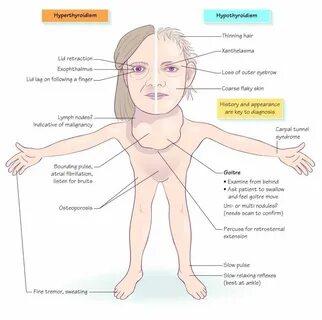 Hyperthyroidism
Hypothyroidism
Lid retraction
Exophthalmus
Lid lag on following a finger
Thinning hair
Xanthelasma
Loss of outer eyebrow
Coarse flaky skin
History and appearance
are key to diagnosis
Lymph nodes?
Indicative of malignancy
Carpal tunnel
syndrome
Bounding pulse,
atrial fibrillation,
listen for bruits
Osteoporosis
Goitre
• Examine from behind
• Ask patient to swallow
and feel goitre move
Uni- or multi nodules?
(needs scan to confirm)
Percuss for retrosternal
extension
Slow pulse
Slow relaxing reflexes
(best at ankle)
Fine tremor, sweating